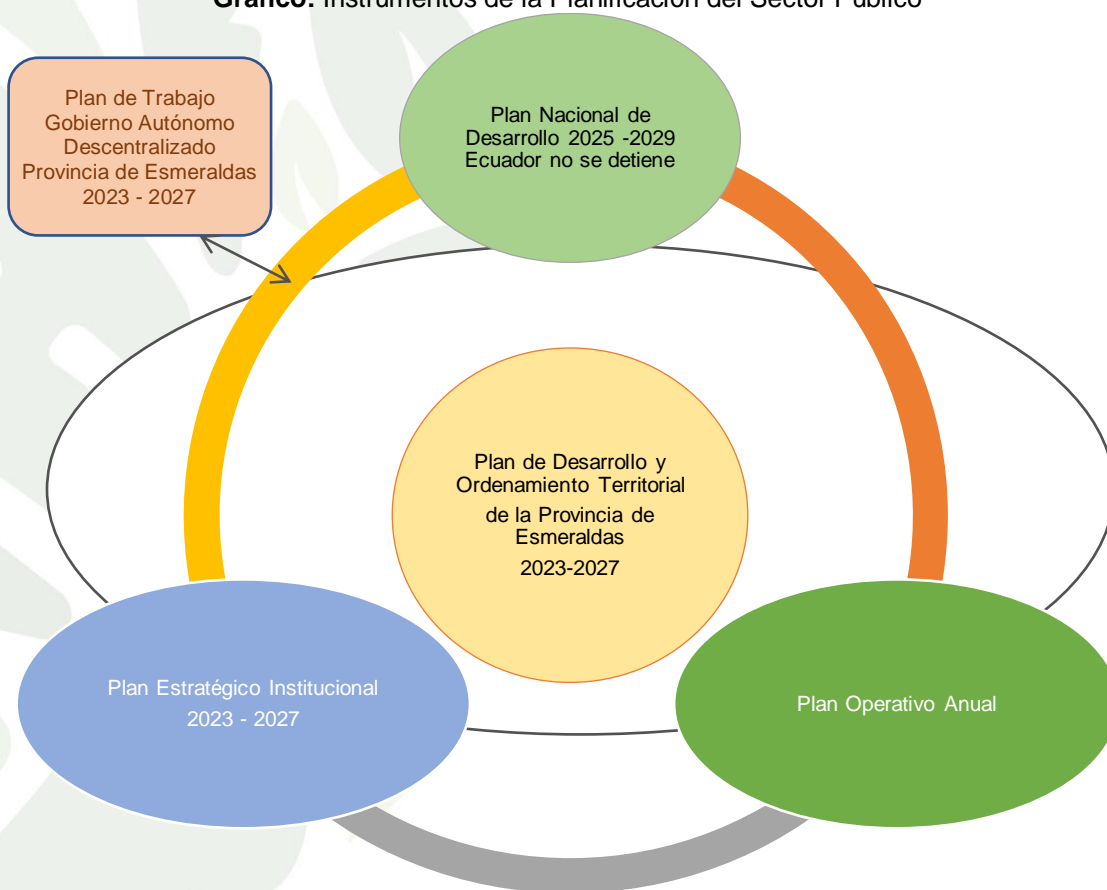 Gráfico: Instrumentos de la Planificación del Sector Público
Plan de Trabajo
Gobierno Autónomo
Descentralizado
Provincia de Esmeraldas
2023 - 2027
Plan Nacional de
Desarrollo 2025 -2029
Ecuador no se detiene
Plan de Desarrollo y
Ordenamiento Territorial
de la Provincia de
Esmeraldas
2023-2027
Plan Estratégico Institucional
2023 - 2027
Plan Operativo Anual